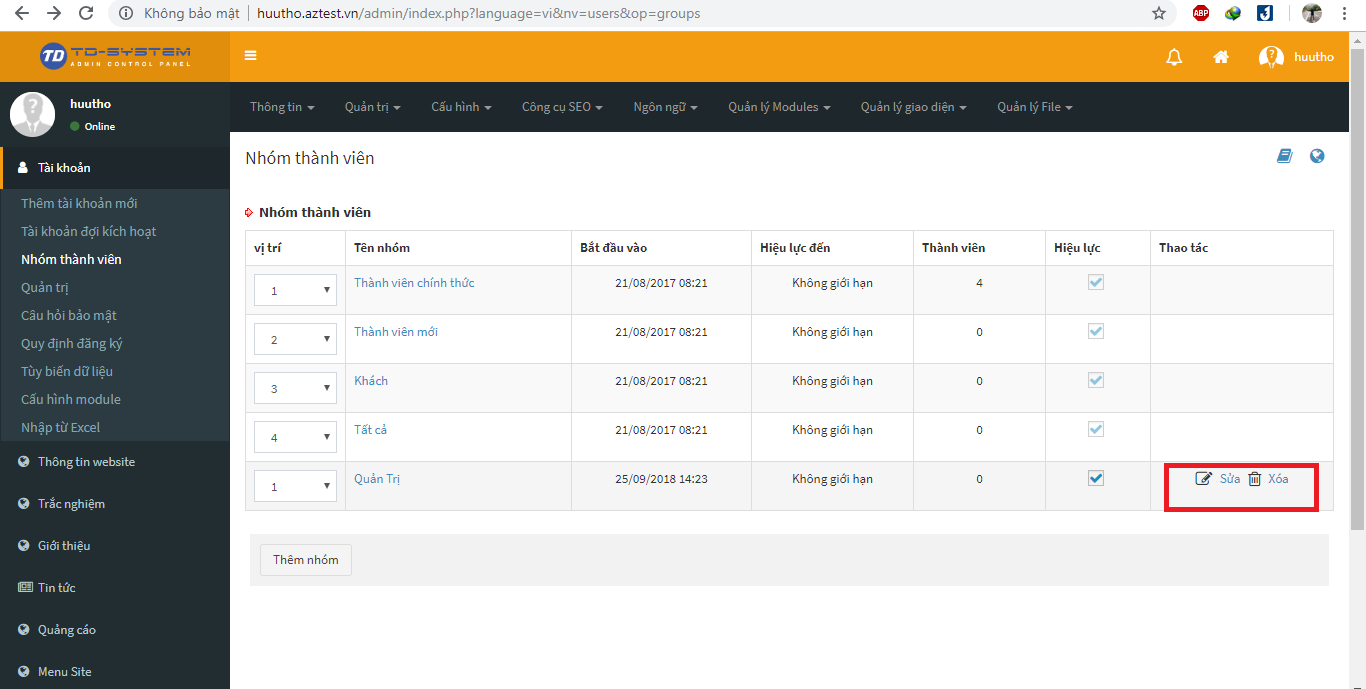 Không bảo mật | huutho.aztest.vn/admin/index.php?language=vi&nv=users&op=groups
ABP
TD TD-SYSTEM
ADMIN CONTROL PANEL
huutho
huutho
Online
Thông tin
Quản trị
Cấu hình
Công cụ SEO
Ngôn ngữ
Quản lý Modules
Quản lý giao diện
Quản lý File
Tài khoản
Thêm tài khoản mới
Tài khoản đợi kích hoạt
Nhóm thành viên
Quản trị
Câu hỏi bảo mật
Quy định đăng ký
Tùy biến dữ liệu
Cấu hình module
Nhập từ Excel
Thông tin website
Trắc nghiệm
Giới thiệu
Tin tức
Quảng cáo
Menu Site
Nhóm thành viên
Nhóm thành viên
vị trí Tên nhóm Bắt đầu vào Hiệu lực đến Thành viên Hiệu lực Thao tác
1 Thành viên chính thức 21/08/2017 08:21 Không giới hạn 4
2 Thành viên mới 21/08/2017 08:21 Không giới hạn 0
3 Khách 21/08/2017 08:21 Không giới hạn 0
4 Tất cả 21/08/2017 08:21 Không giới hạn 0
1 Quản Trị 25/09/2018 14:23 Không giới hạn 0 Sửa Xóa
Thêm nhóm